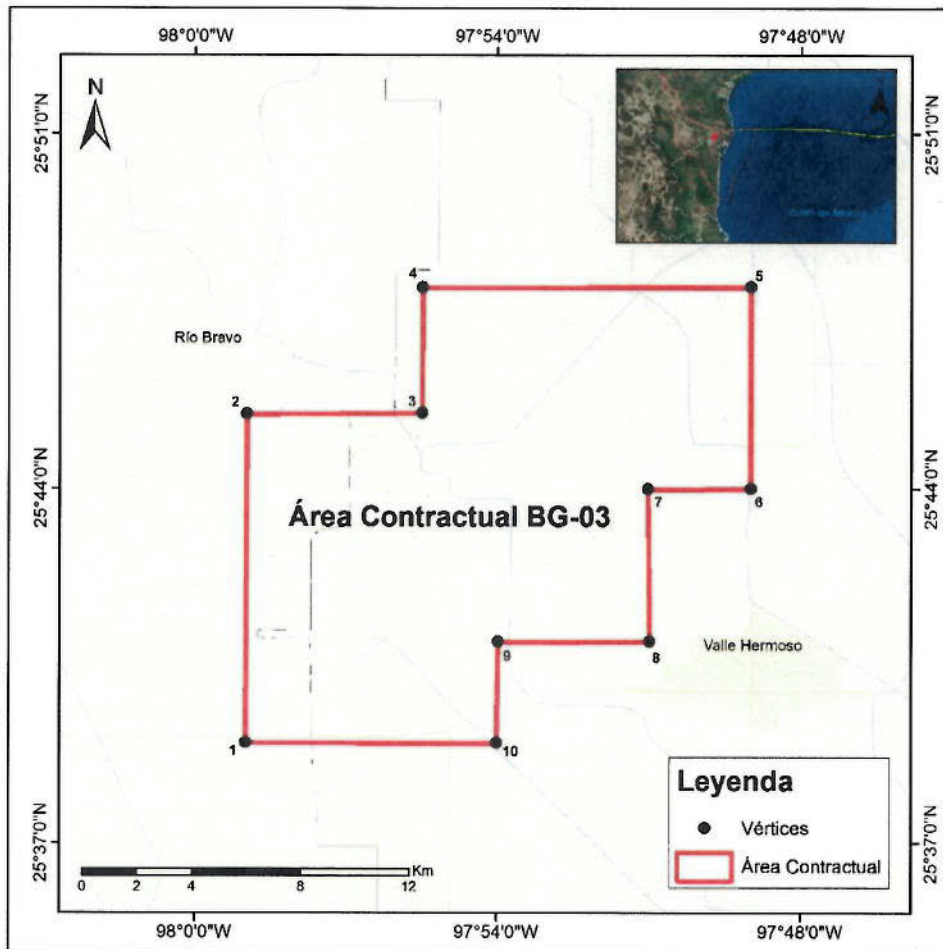 98°0'0"W 97°54'0"W 97°48'0"W
N
25°51'0"N 25°51'0"N
4 5
Río Bravo
2 3
25°44'0"N 25°44'0"N
7 6
Área Contractual BG-03
9 8
Valle Hermoso
1 10
Leyenda
Vértices
Área Contractual
25°37'0"N 25°37'0"N
Km
0 2 4 8 12
98°0'0"W 97°54'0"W 97°48'0"W